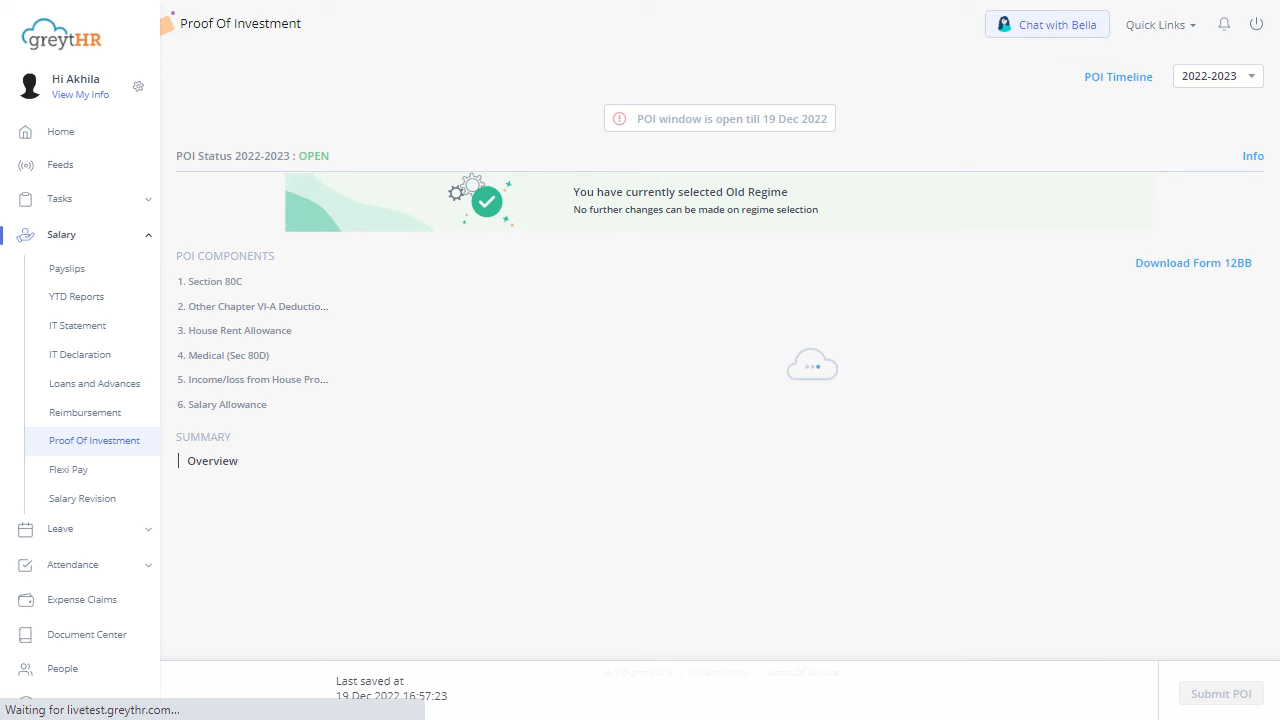 greytHR
Proof Of Investment
Chat with Bella
Quick Links
Hi Akhila
View My Info
POI Timeline
2022-2023
POI window is open till 19 Dec 2022
Home
Feeds
Tasks
Salary
Payslips
YTD Reports
IT Statement
IT Declaration
Loans and Advances
Reimbursement
Proof Of Investment
Flexi Pay
Salary Revision
Leave
Attendance
Expense Claims
Document Center
People
POI Status 2022-2023 : OPEN
Info
You have currently selected Old Regime
No further changes can be made on regime selection
POI COMPONENTS
Download Form 12BB
1. Section 80C
2. Other Chapter VI-A Deductio...
3. House Rent Allowance
4. Medical (Sec 80D)
5. Income/loss from House Pro...
6. Salary Allowance
SUMMARY
Overview
Privacy Policy
Terms Of Service
Last saved at
19 Dec 2022 16:57:23
Submit POI
Waiting for livetest.greythr.com...